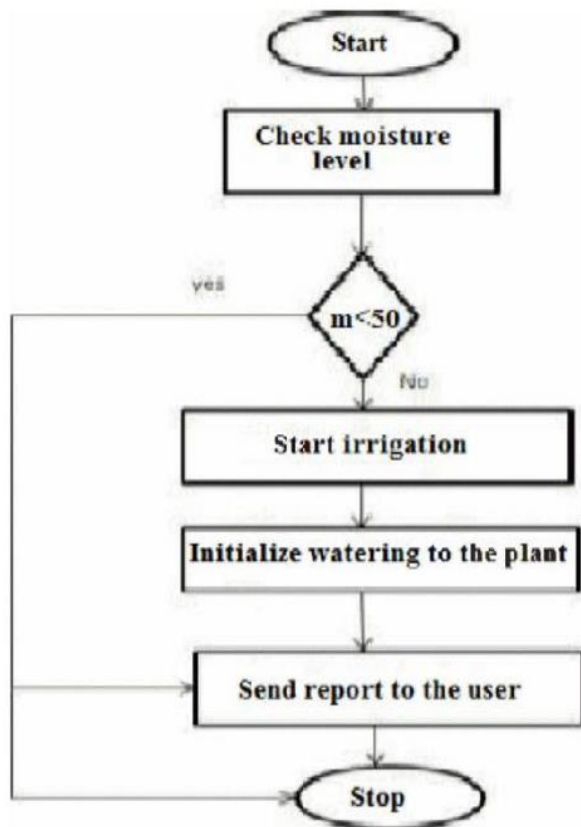 Start
Check moisture
level
yes
m<50
No
Start irrigation
Initialize watering to the plant
Send report to the user
Stop